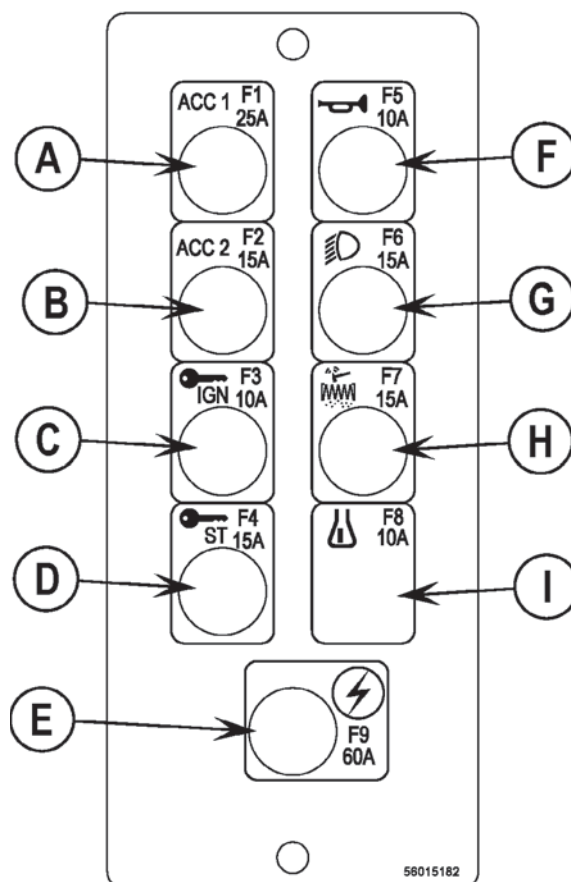 A
ACC 1 F1
25A
B
ACC 2 F2
15A
C
F3
IGN 10A
D
F4
ST 15A
E
F9
60A
F5
10A
F
F6
15A
G
F7
15A
H
F8
10A
I
56015182